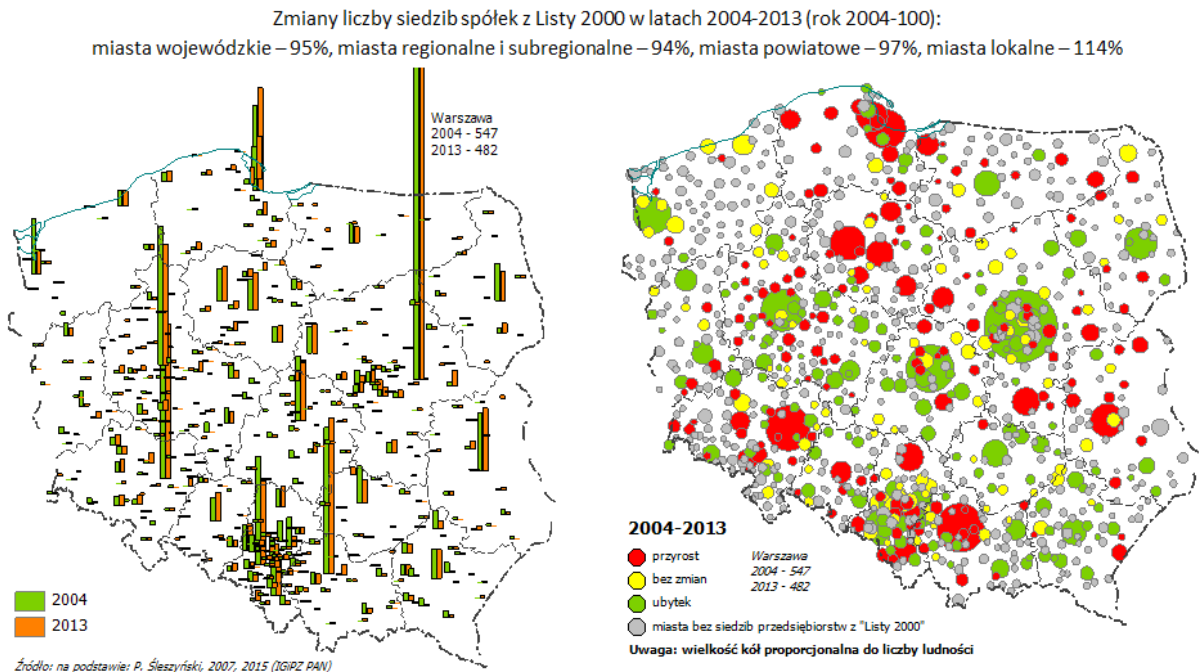 Zmiany liczby siedzib spółek z Listy 2000 w latach 2004-2013 (rok 2004-100):
miasta wojewódzkie – 95%, miasta regionalne i subregionalne – 94%, miasta powiatowe – 97%, miasta lokalne – 114%
Warszawa
2004 - 547
2013 - 482
2004
2013
Źródło: na podstawie: P. Śleszyński, 2007, 2015 (IGiPZ PAN)
2004-2013
przyrost
bez zmian
ubytek
miasta bez siedzib przedsiębiorstw z "Listy 2000"
Warszawa
2004 - 547
2013 - 482
Uwaga: wielkość kół proporcjonalna do liczby ludności